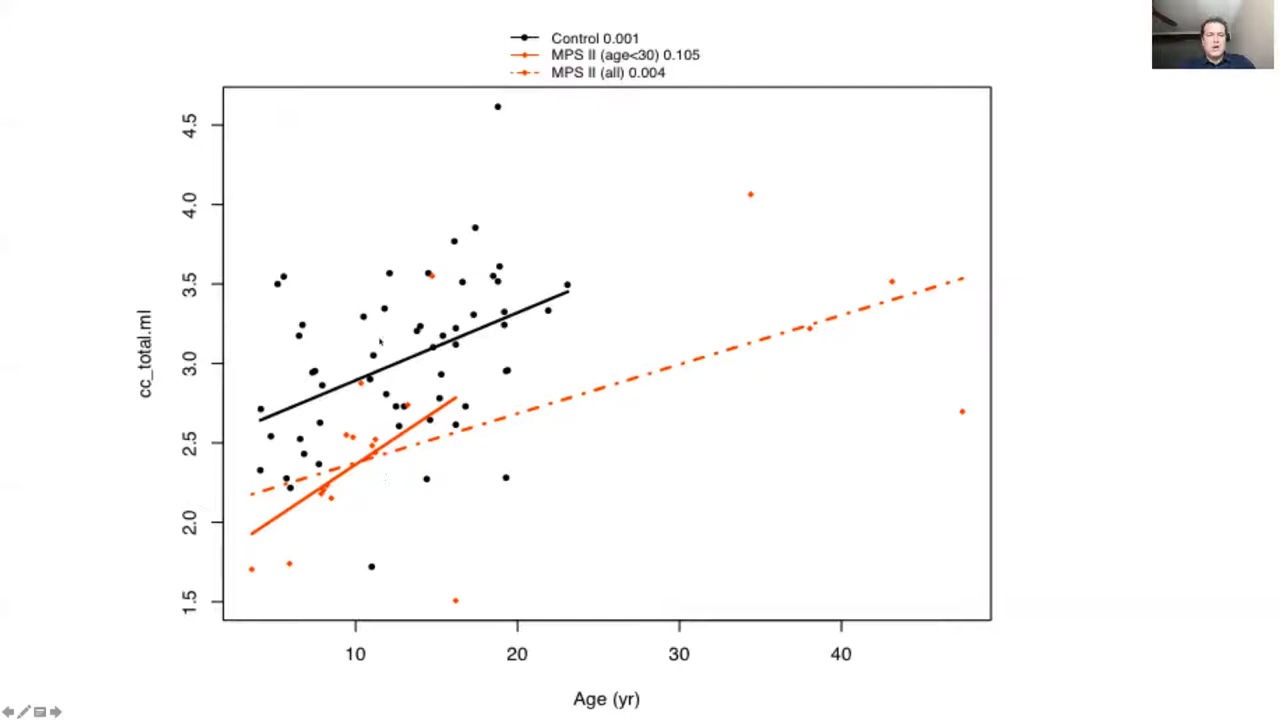 Control 0.001
MPS II (age<30) 0.105
MPS II (all) 0.004
4.5
4.0
3.5
3.0
2.5
2.0
1.5
cc_total.ml
10 20 30 40
Age (yr)